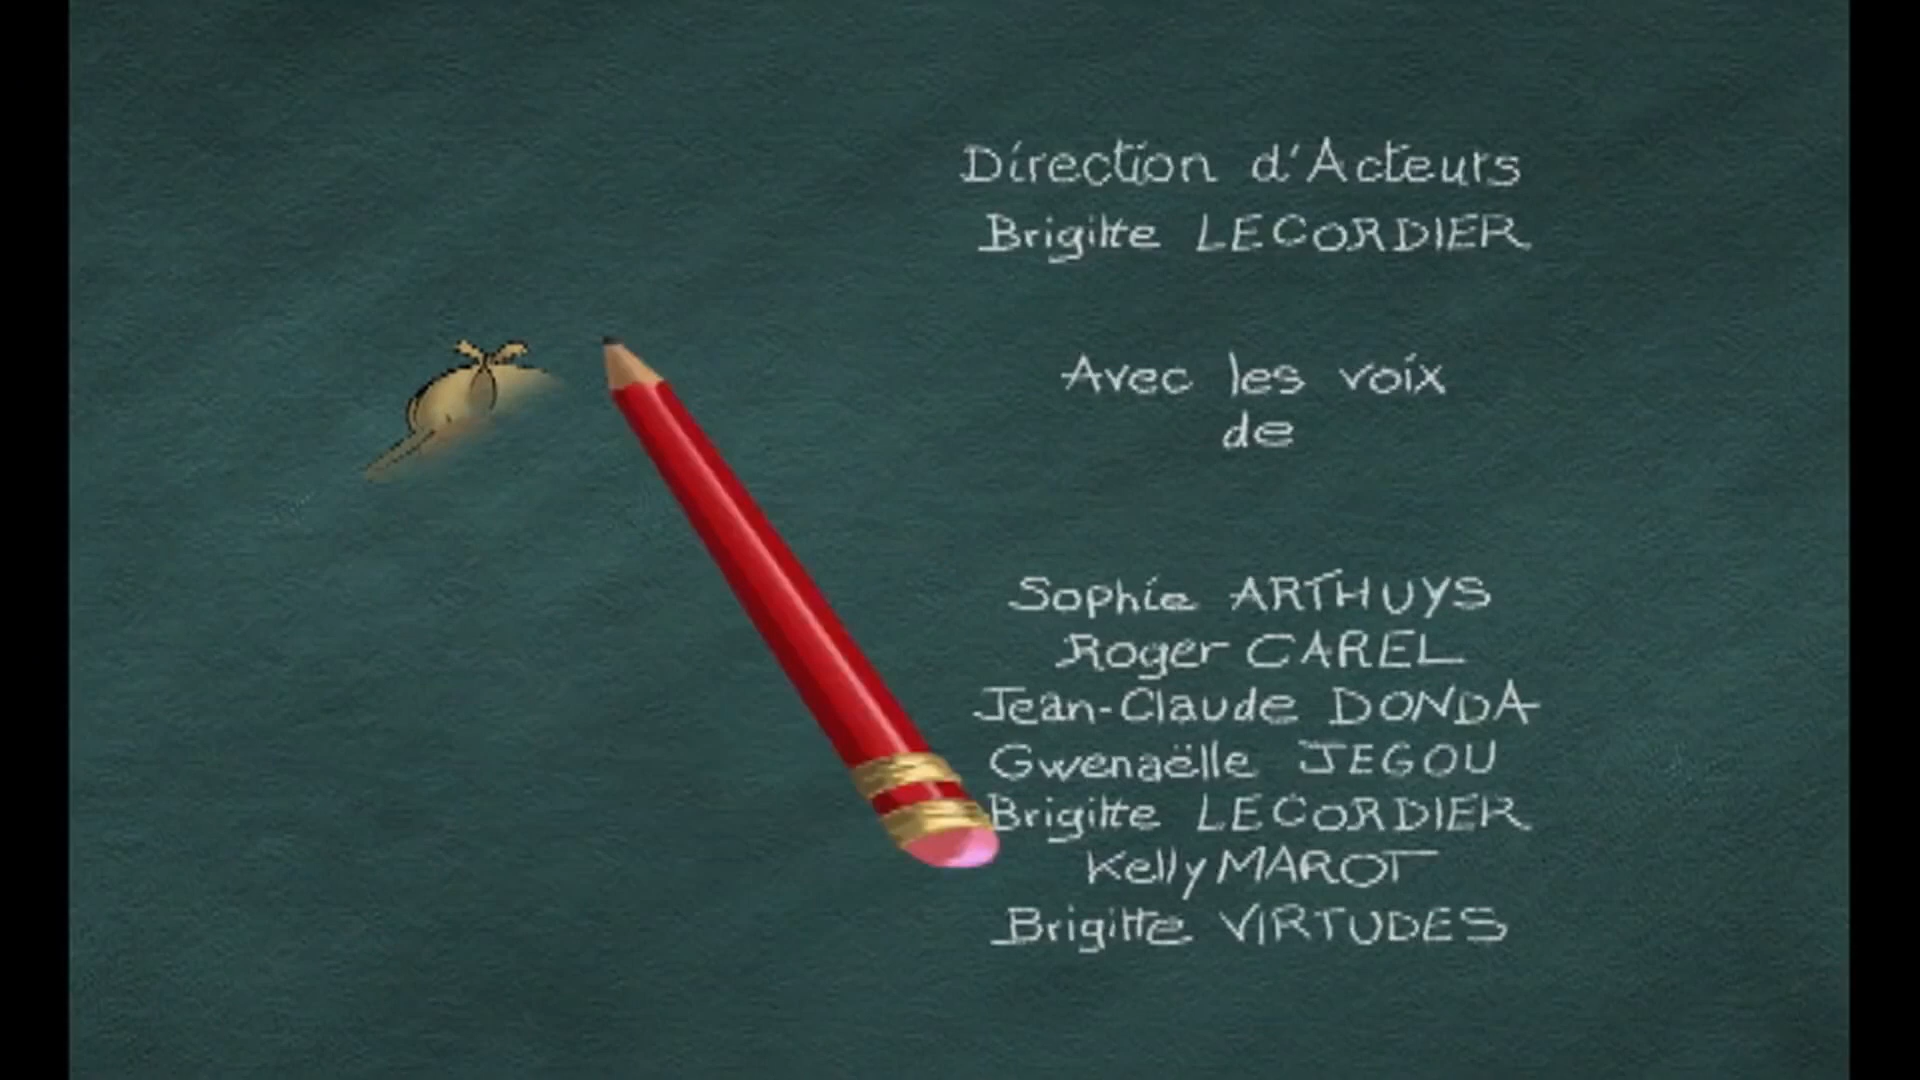 Direction d'Acteurs
Brigitte LECORDIER
Avec les voix
de
Sophie ARTHUYS
Roger CAREL
Jean-Claude DONDA
Gwenaëlle JEGOU
Brigitte LECORDIER
Kelly MAROT
Brigitte VIRTUDES